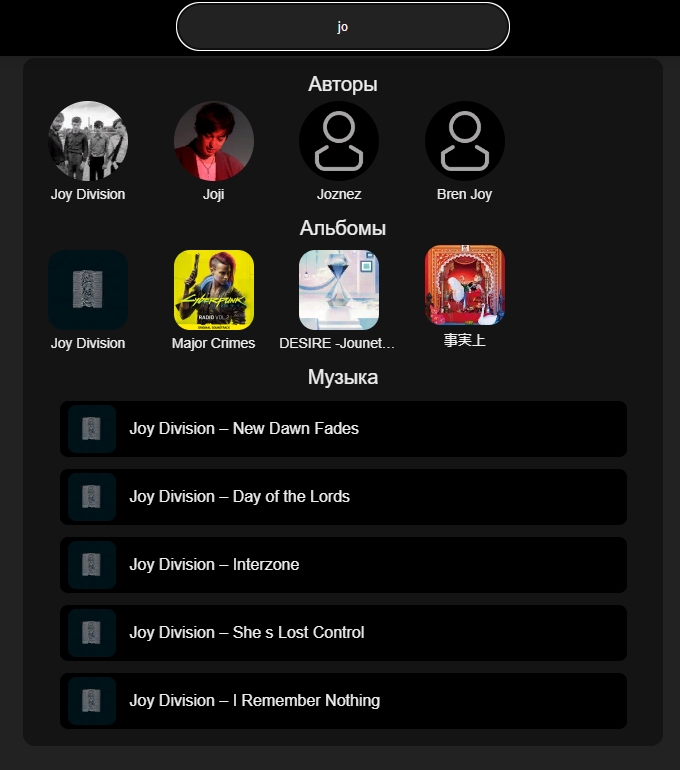 jo
Авторы
Joy Division
Joji
Joznez
Bren Joy
Альбомы
Cyberpunk
RADIO VOL.2
ORIGINAL SOUNDTRACK
Joy Division
Major Crimes
DESIRE -Jounet...
事実上
Музыка
Joy Division – New Dawn Fades
Joy Division – Day of the Lords
Joy Division – Interzone
Joy Division – She s Lost Control
Joy Division – I Remember Nothing